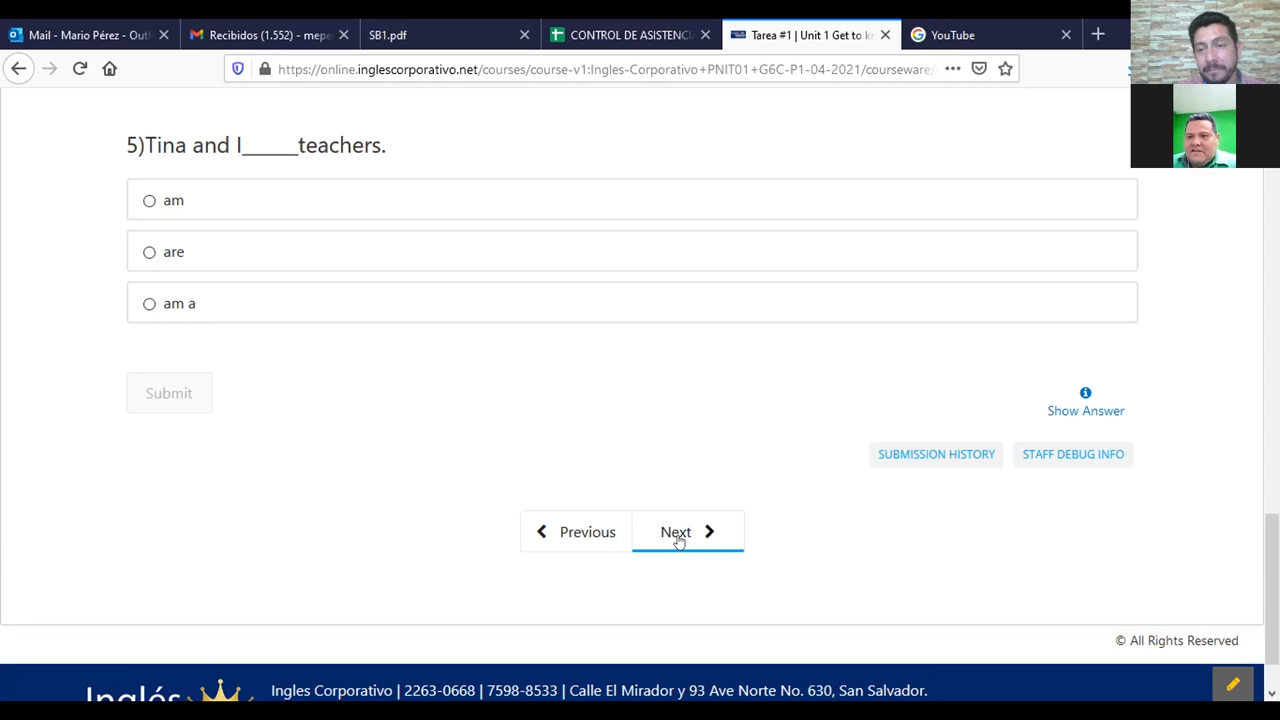 Mail - Mario Pérez - Outl
Recibidos (1.552) - mepe
SB1.pdf
CONTROL DE ASISTENCI
Tarea #1 | Unit 1 Get to k
YouTube
https://online.inglescorporativo.net/courses/course-v1:Ingles-Corporativo+PNIT01+G6C-P1-04-2021/courseware/
5)Tina and I______teachers.
am
are
am a
Submit
Show Answer
SUBMISSION HISTORY
STAFF DEBUG INFO
Previous
Next
© All Rights Reserved
Inglés
Ingles Corporativo | 2263-0668 | 7598-8533 | Calle El Mirador y 93 Ave Norte No. 630, San Salvador.